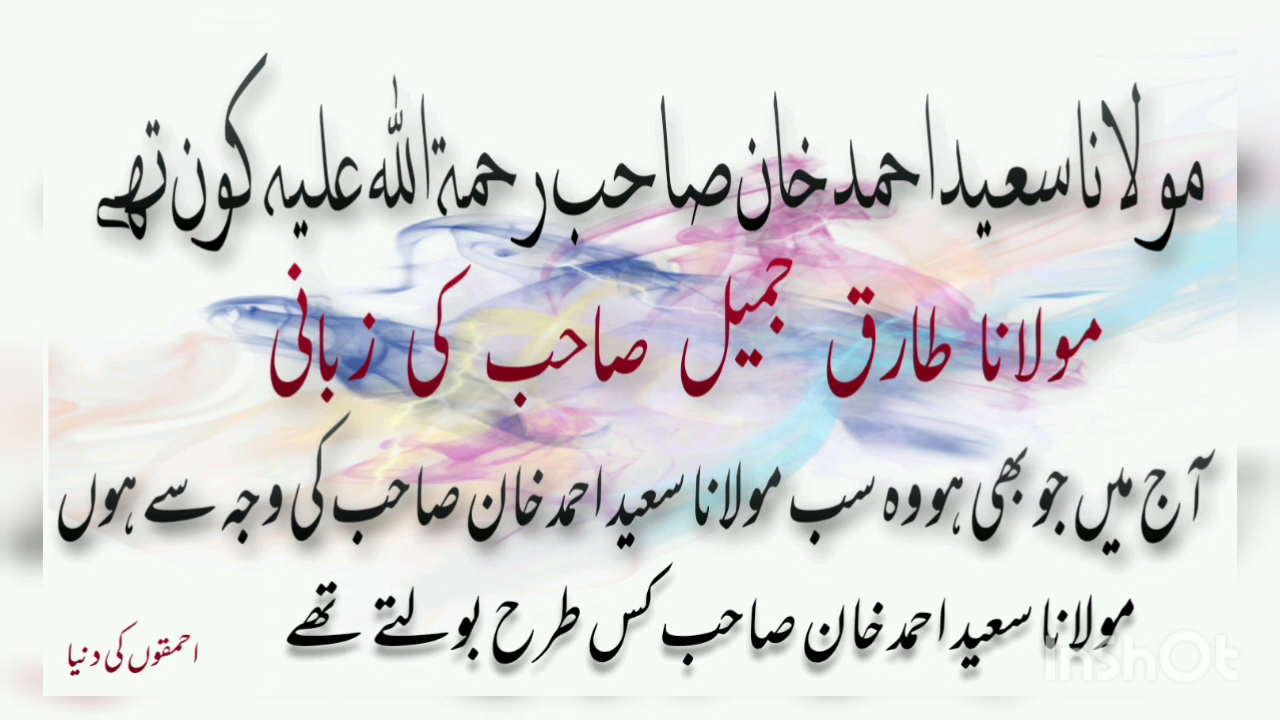 مولانا سعید احمد خان صاحب رحمۃ اللہ علیہ کون تھے
مولانا طارق جمیل صاحب کی زبانی
آج میں جو بھی ہو وہ سب مولانا سعید احمد خان صاحب کی وجہ سے ہوں
مولانا سعید احمد خان صاحب کس طرح بولتے تھے
احمقوں کی دنیا
InShOt